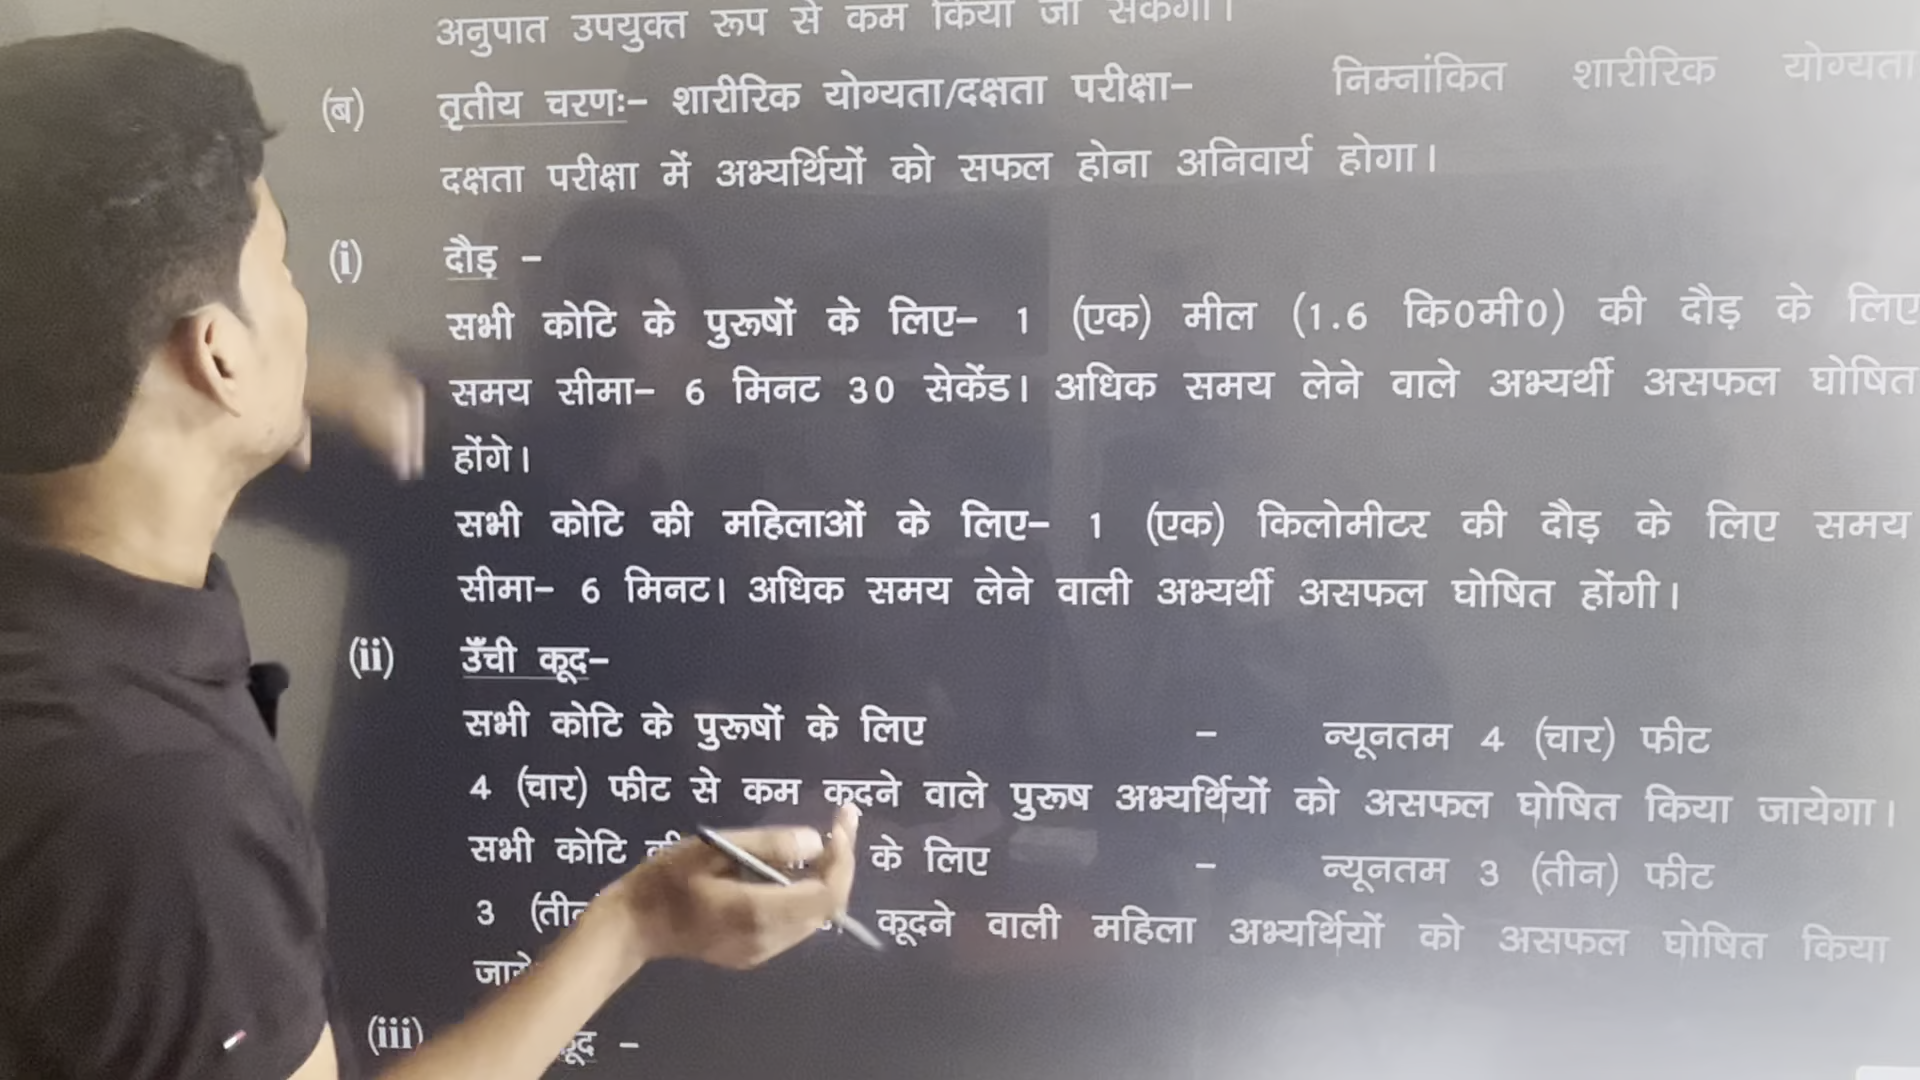 अनुपात उपयुक्त रूप से कम किया जा सकेगा।
(ब) तृतीय चरणः- शारीरिक योग्यता/दक्षता परीक्षा- निम्नांकित शारीरिक योग्यता
दक्षता परीक्षा में अभ्यर्थियों को सफल होना अनिवार्य होगा।
(i) दौड़ -
सभी कोटि के पुरूषों के लिए- 1 (एक) मील (1.6 कि0मी0) की दौड़ के लिए
समय सीमा- 6 मिनट 30 सेकेंड। अधिक समय लेने वाले अभ्यर्थी असफल घोषित
होंगे।
सभी कोटि की महिलाओं के लिए- 1 (एक) किलोमीटर की दौड़ के लिए समय
सीमा- 6 मिनट। अधिक समय लेने वाली अभ्यर्थी असफल घोषित होंगी।
(ii) उँची कूद-
सभी कोटि के पुरूषों के लिए - न्यूनतम 4 (चार) फीट
4 (चार) फीट से कम कूदने वाले पुरूष अभ्यर्थियों को असफल घोषित किया जायेगा।
सभी कोटि के लिए - न्यूनतम 3 (तीन) फीट
3 कूदने वाली महिला अभ्यर्थियों को असफल घोषित किया
(iii) कूद -